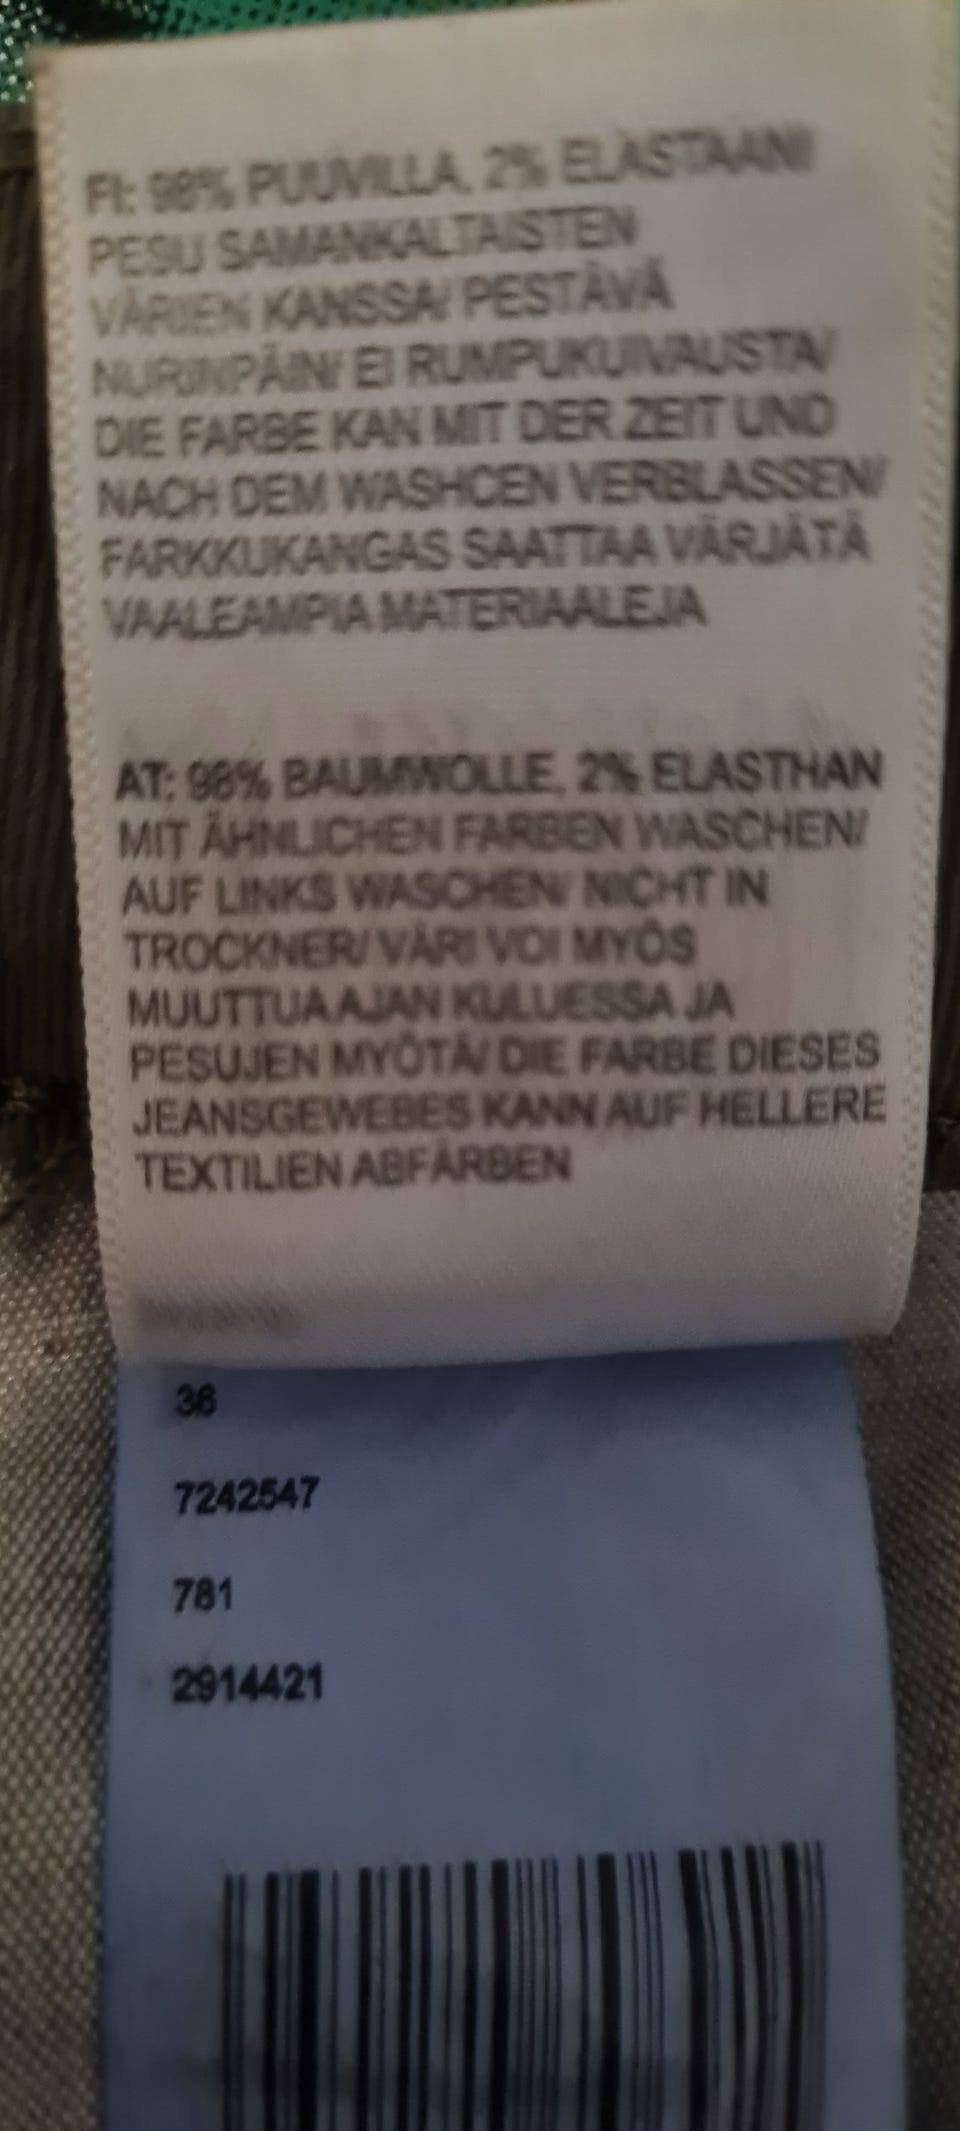 FI: 98% PUUVILLA, 2% ELASTAANI
PESU SAMANKALTAISTEN
VÄRIEN KANSSA/ PESTÄVÄ
NURINPÄIN/ EI RUMPUKUIVAUSTA/
DIE FARBE KAN MIT DER ZEIT UND
NACH DEM WASHCEN VERBLASSEN/
FARKKUKANGAS SAATTAA VÄRJÄTÄ
VAALEAMPIA MATERIAALEJA
AT: 98% BAUMWOLLE, 2% ELASTHAN
MIT ÄHNLICHEN FARBEN WASCHEN/
AUF LINKS WASCHEN/ NICHT IN
TROCKNER/ VÄRI VOI MYÖS
MUUTTUA AJAN KULUESSA JA
PESUJEN MYÖTÄ/ DIE FARBE DIESES
JEANSGEWEBES KANN AUF HELLERE
TEXTILIEN ABFÄRBEN
36
7242547
781
2914421